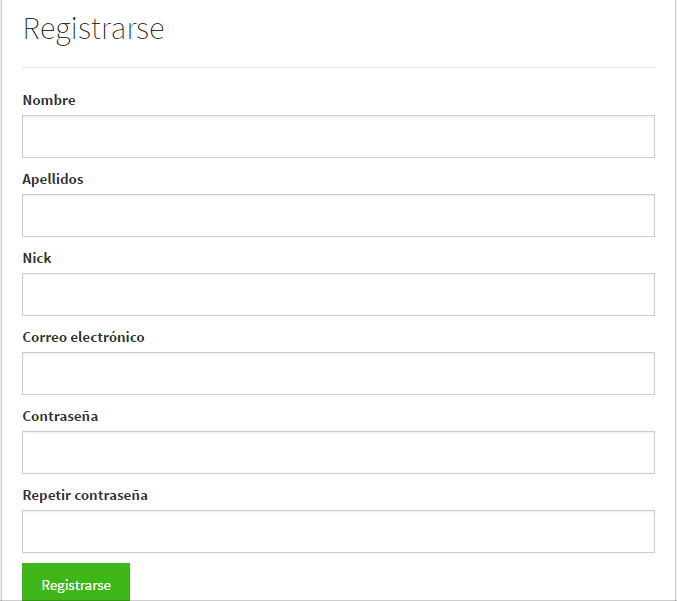 Registrarse
Nombre
Apellidos
Nick
Correo electrónico
Contraseña
Repetir contraseña
Registrarse